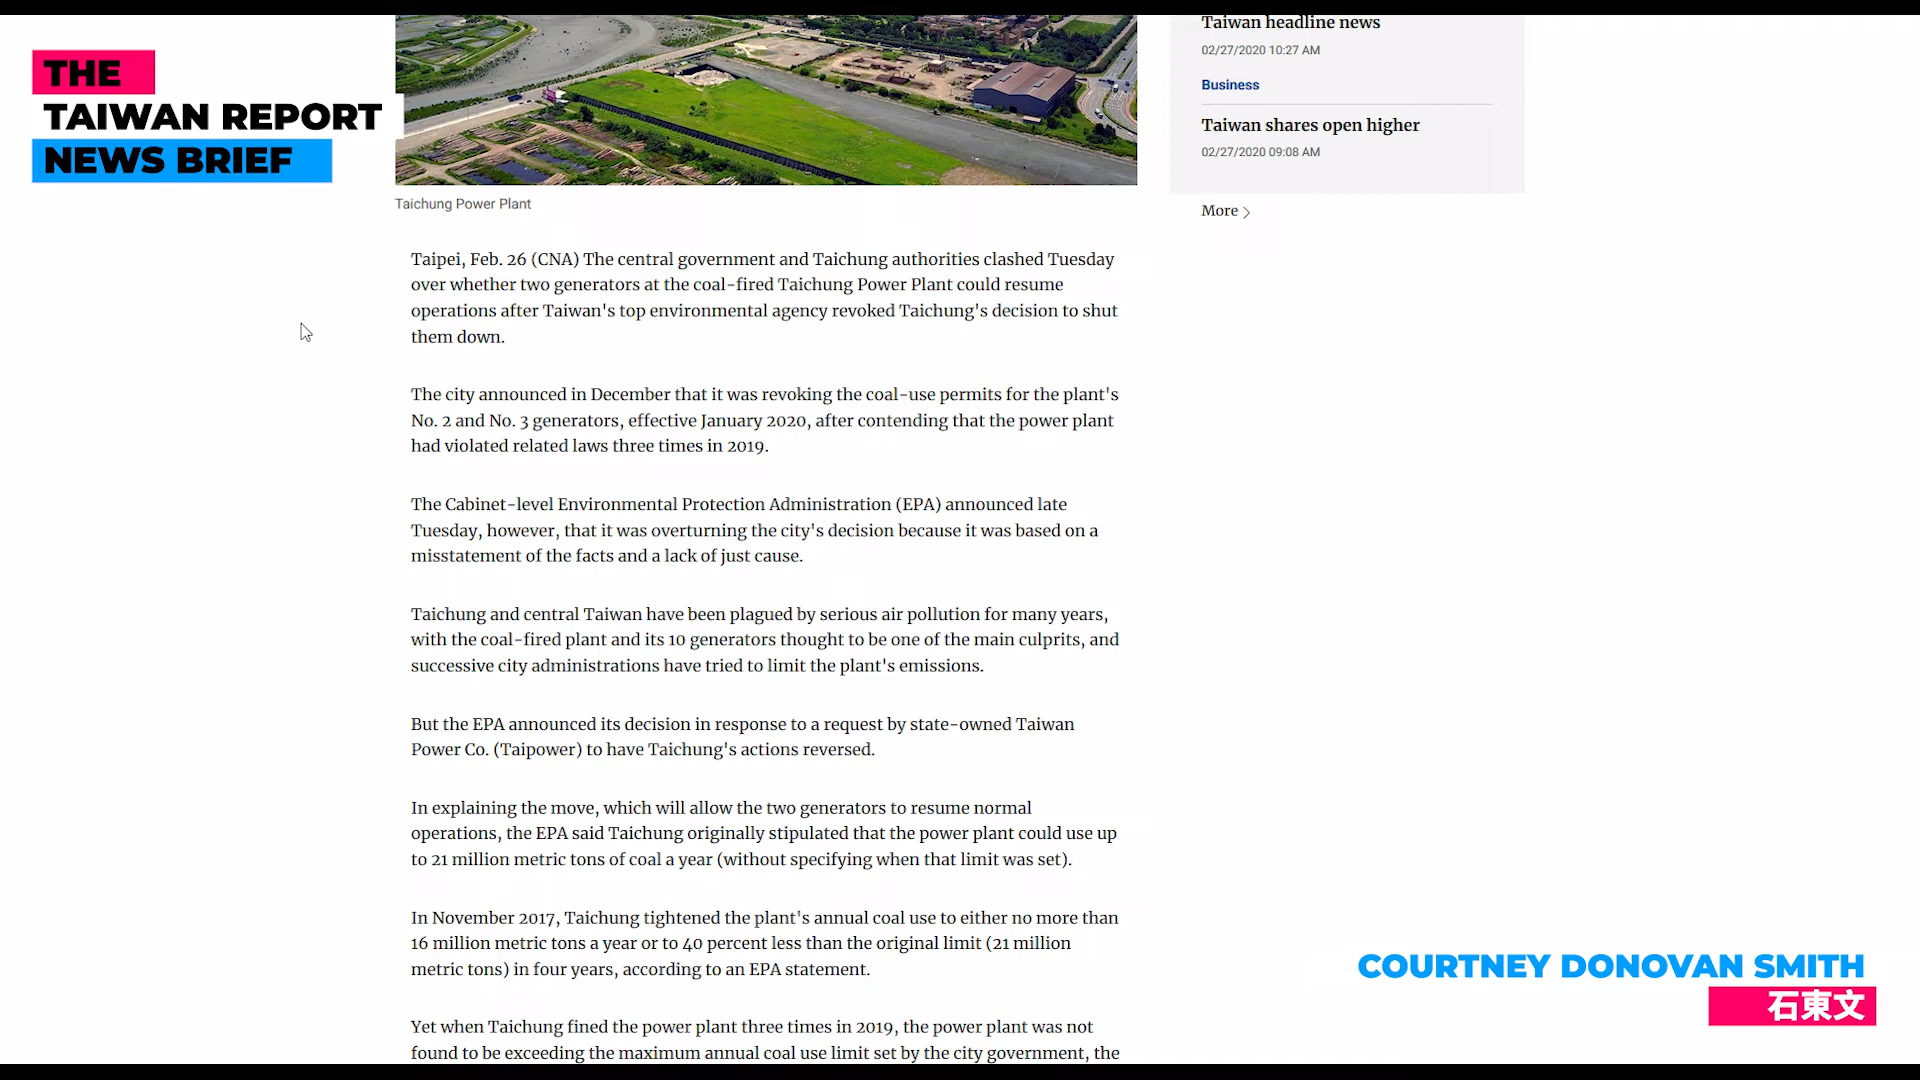 THE
TAIWAN REPORT
NEWS BRIEF
Taiwan headline news
02/27/2020 10:27 AM
Business
Taiwan shares open higher
02/27/2020 09:08 AM
More
Taichung Power Plant
Taipei, Feb. 26 (CNA) The central government and Taichung authorities clashed Tuesday
over whether two generators at the coal-fired Taichung Power Plant could resume
operations after Taiwan's top environmental agency revoked Taichung's decision to shut
them down.
The city announced in December that it was revoking the coal-use permits for the plant's
No. 2 and No. 3 generators, effective January 2020, after contending that the power plant
had violated related laws three times in 2019.
The Cabinet-level Environmental Protection Administration (EPA) announced late
Tuesday, however, that it was overturning the city's decision because it was based on a
misstatement of the facts and a lack of just cause.
Taichung and central Taiwan have been plagued by serious air pollution for many years,
with the coal-fired plant and its 10 generators thought to be one of the main culprits, and
successive city administrations have tried to limit the plant's emissions.
But the EPA announced its decision in response to a request by state-owned Taiwan
Power Co. (Taipower) to have Taichung's actions reversed.
In explaining the move, which will allow the two generators to resume normal
operations, the EPA said Taichung originally stipulated that the power plant could use up
to 21 million metric tons of coal a year (without specifying when that limit was set).
In November 2017, Taichung tightened the plant's annual coal use to either no more than
16 million metric tons a year or to 40 percent less than the original limit (21 million
metric tons) in four years, according to an EPA statement.
Yet when Taichung fined the power plant three times in 2019, the power plant was not
found to be exceeding the maximum annual coal use limit set by the city government, the
COURTNEY DONOVAN SMITH
石東文